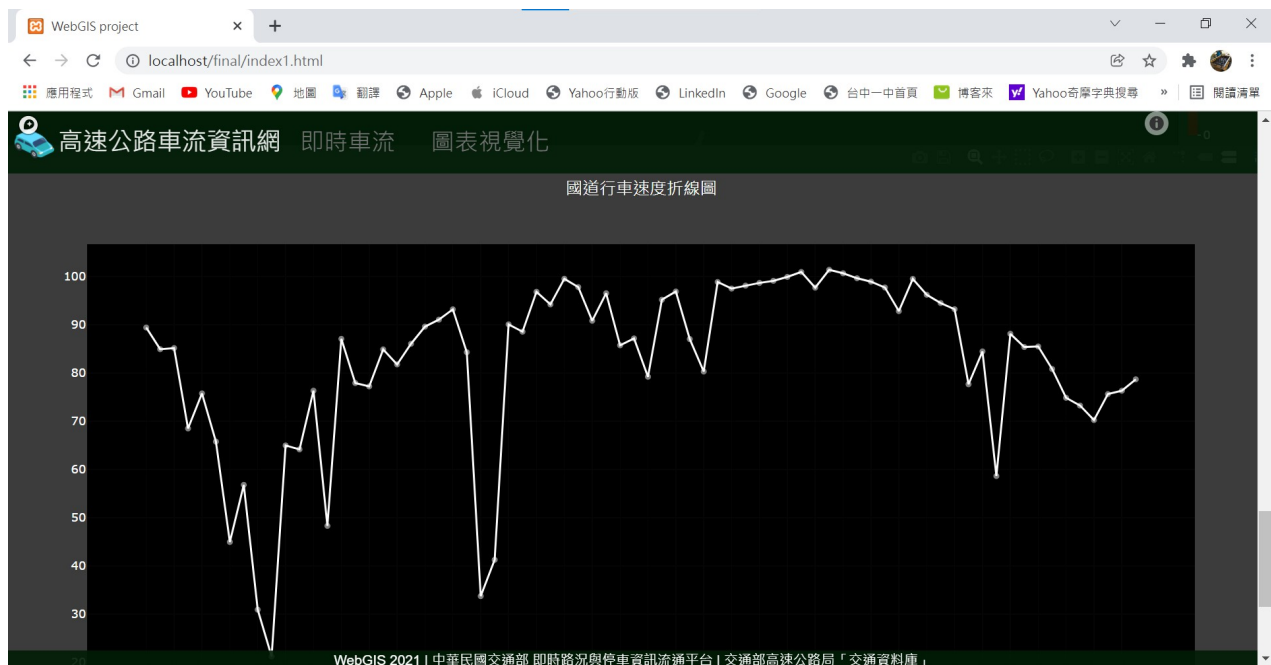 WebGIS project
localhost/final/index1.html
應用程式 Gmail YouTube 地圖 翻譯 Apple iCloud Yahoo行動版 LinkedIn Google 台中一中首頁 博客來 Yahoo奇摩字典搜尋 » 閱讀清單
高速公路車流資訊網 即時車流 圖表視覺化
-0
國道行車速度折線圖
100
90
80
70
60
50
40
30
20
WebGIS 2021 | 中華民國交通部 即時路況與停車資訊流通平台 | 交通部高速公路局「交通資料庫」